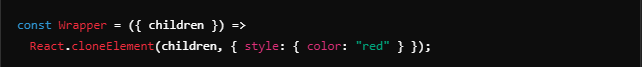 const Wrapper = ({ children }) =>
React.cloneElement(children, { style: { color: "red" } });